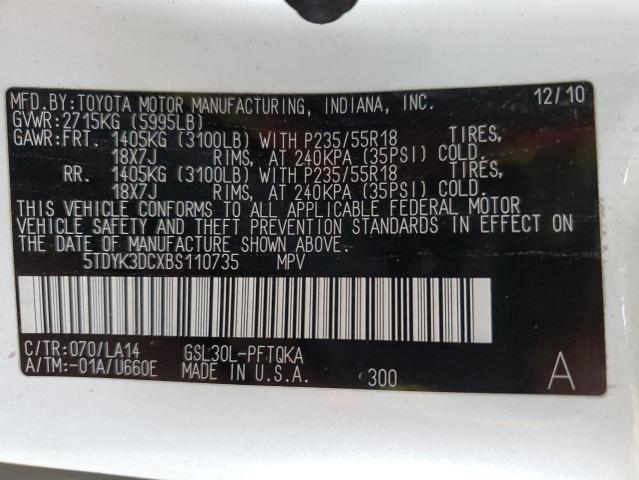 MFD.BY:TOYOTA MOTOR MANUFACTURING, INDIANA, INC. 12/10
GVWR:2715KG (5995LB)
GAWR:FRT. 1405KG (3100LB) WITH P235/55R18 TIRES,
18X7J RIMS, AT 240KPA (35PSI) COLD.
RR. 1405KG (3100LB) WITH P235/55R18 TIRES,
18X7J RIMS, AT 240KPA (35PSI) COLD.
THIS VEHICLE CONFORMS TO ALL APPLICABLE FEDERAL MOTOR
VEHICLE SAFETY AND THEFT PREVENTION STANDARDS IN EFFECT ON
THE DATE OF MANUFACTURE SHOWN ABOVE.
5TDYK3DCXBS110735 MPV
C/TR:070/LA14 GSL30L-PFTQKA
A/TM:-01A/U660E MADE IN U.S.A. 300 A